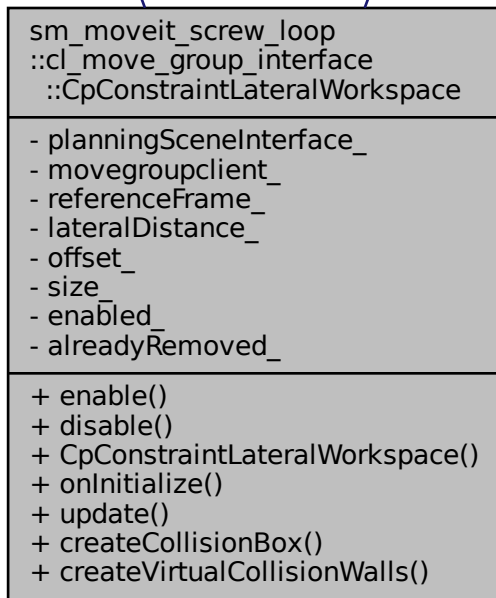 sm_moveit_screw_loop
::cl_move_group_interface
::CpConstraintLateralWorkspace
- planningSceneInterface_
- movegroupclient_
- referenceFrame_
- lateralDistance_
- offset_
- size_
- enabled_
- alreadyRemoved_
+ enable()
+ disable()
+ CpConstraintLateralWorkspace()
+ onInitialize()
+ update()
+ createCollisionBox()
+ createVirtualCollisionWalls()